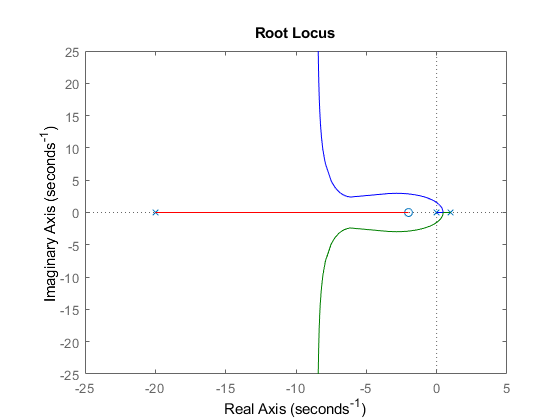 Root Locus
25
20
15
10
5
0
-5
-10
-15
-20
-25
Imaginary Axis (seconds⁻¹)
-25 -20 -15 -10 -5 0 5
Real Axis (seconds⁻¹)